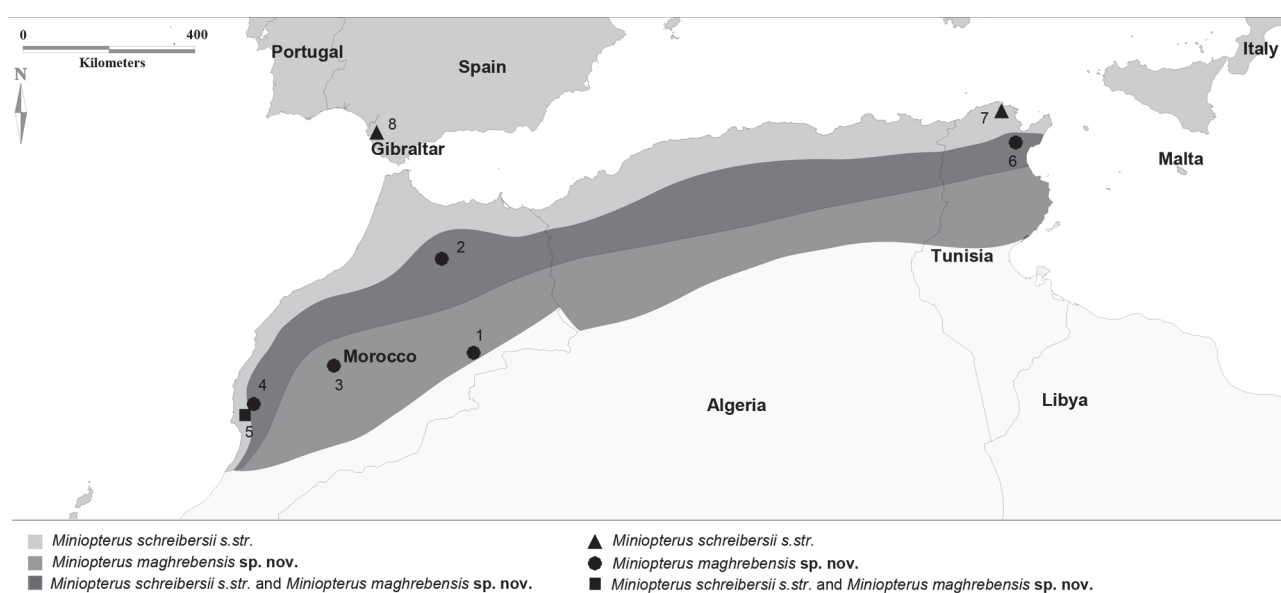 0 400
Kilometers
N
Portugal
Spain
Italy
8
Gibraltar
7
6
Malta
2
Tunisia
1
Morocco
3
4
5
Algeria
Libya
Miniopterus schreibersii s.str.
Miniopterus maghrebensis sp. nov.
Miniopterus schreibersii s.str. and Miniopterus maghrebensis sp. nov.
Miniopterus schreibersii s.str.
Miniopterus maghrebensis sp. nov.
Miniopterus schreibersii s.str. and Miniopterus maghrebensis sp. nov.